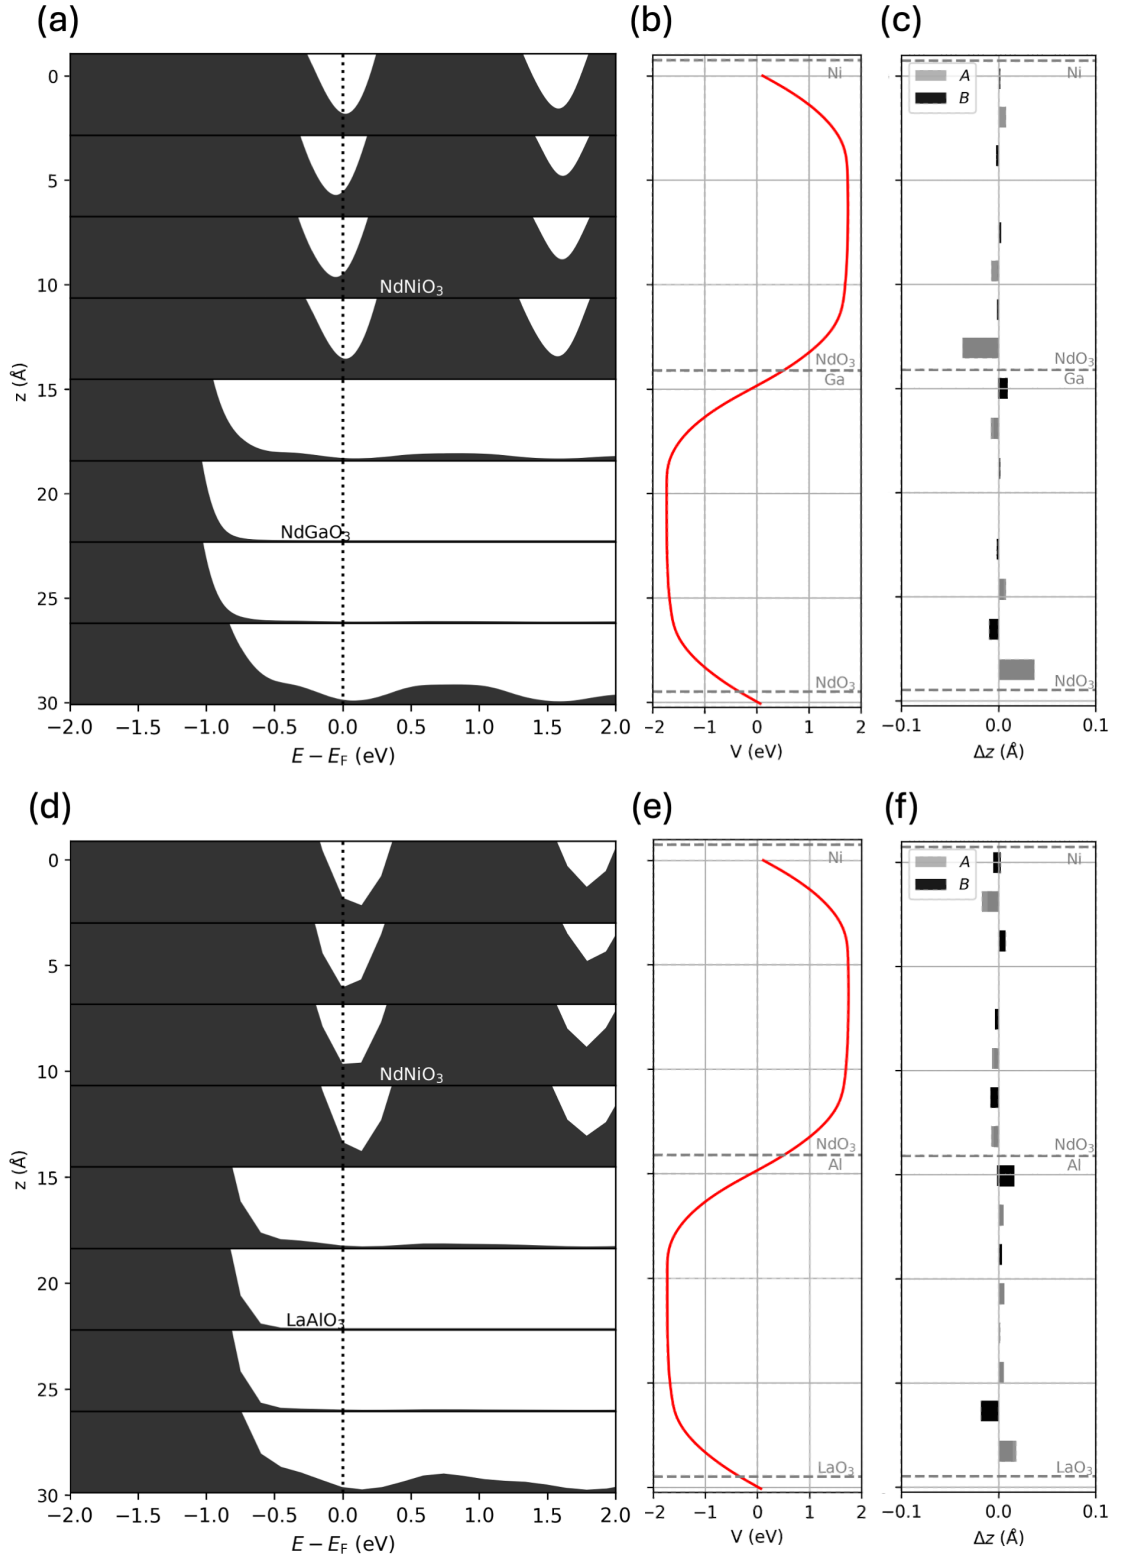 (a)
(b)
(c)
0
5
10
15
20
25
30
z (Å)
NdNiO₃
NdGaO₃
−2.0 −1.5 −1.0 −0.5 0.0 0.5 1.0 1.5 2.0
E − E_F (eV)
Ni
NdO₃
Ga
NdO₃
−2 −1 0 1 2
V (eV)
A
B
Ni
NdO₃
Ga
NdO₃
−0.1 0.0 0.1
Δz (Å)
(d)
(e)
(f)
0
5
10
15
20
25
30
z (Å)
NdNiO₃
LaAlO₃
−2.0 −1.5 −1.0 −0.5 0.0 0.5 1.0 1.5 2.0
E − E_F (eV)
Ni
NdO₃
Al
LaO₃
−2 −1 0 1 2
V (eV)
A
B
Ni
NdO₃
Al
LaO₃
−0.1 0.0 0.1
Δz (Å)